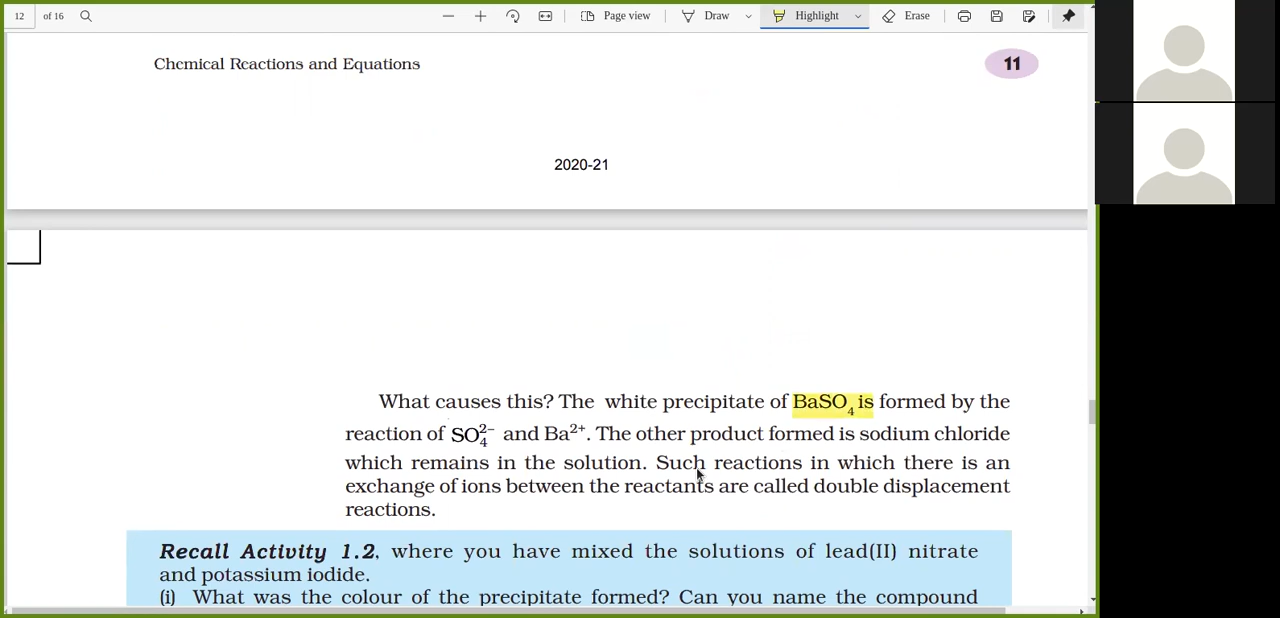 12 of 16 Page view Draw Highlight Erase
Chemical Reactions and Equations 11
2020-21
What causes this? The white precipitate of BaSO₄ is formed by the
reaction of SO₄²⁻ and Ba²⁺. The other product formed is sodium chloride
which remains in the solution. Such reactions in which there is an
exchange of ions between the reactants are called double displacement
reactions.
Recall Activity 1.2, where you have mixed the solutions of lead(II) nitrate
and potassium iodide.
(i) What was the colour of the precipitate formed? Can you name the compound